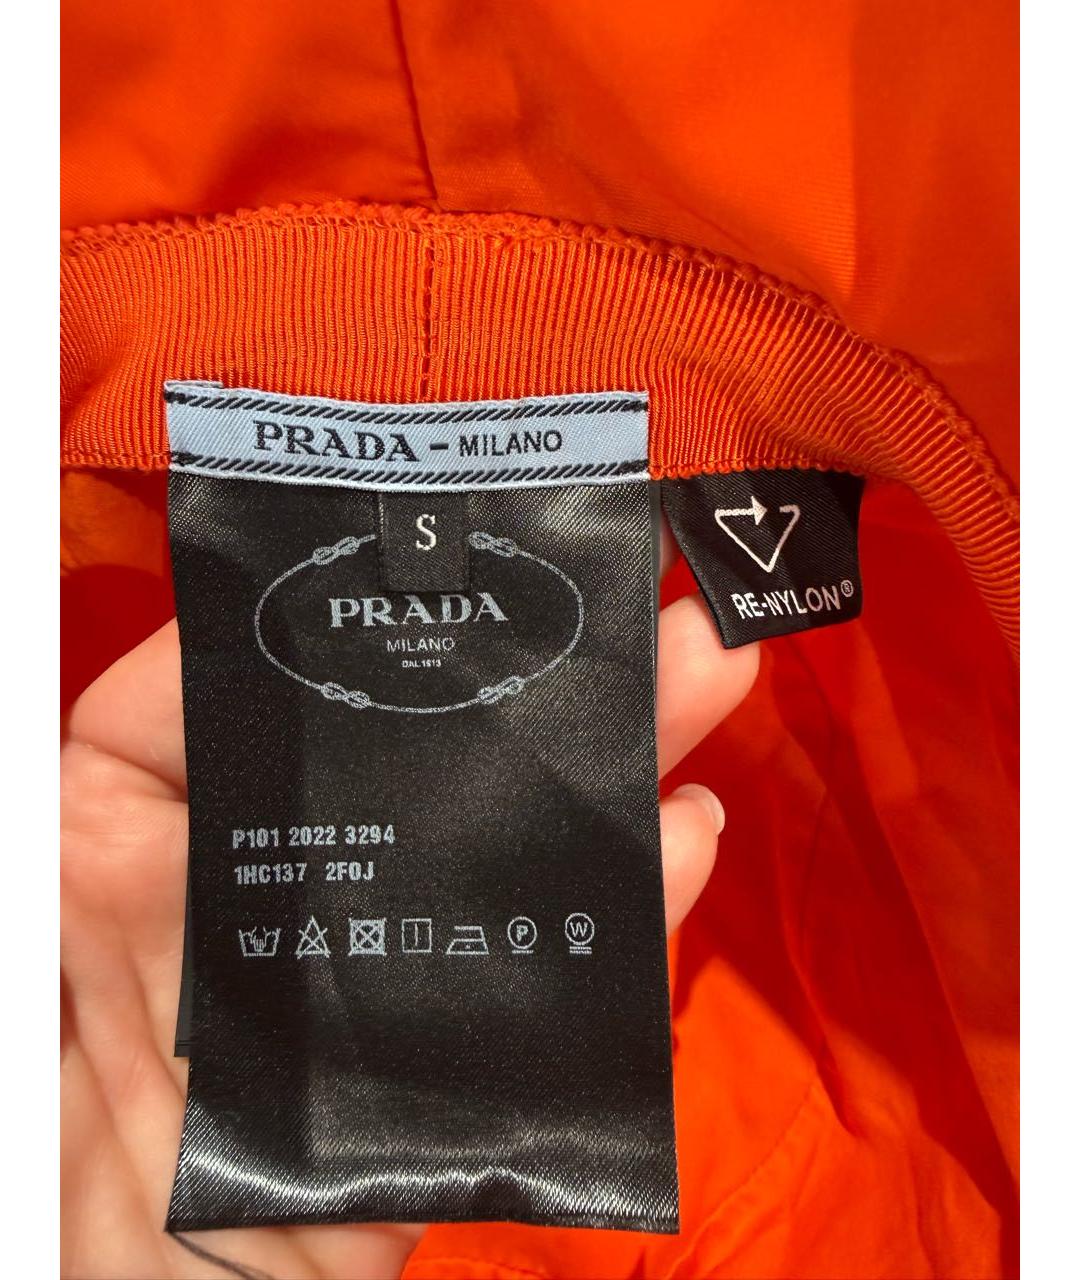 PRADA - MILANO
S
RE-NYLON®
PRADA
MILANO
DAL 1913
P101 2022 3294
1HC137 2F0J
P
W